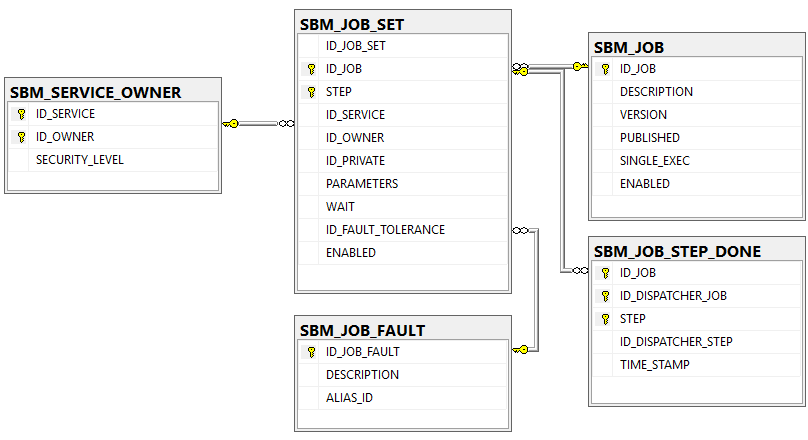 SBM_SERVICE_OWNER
ID_SERVICE
ID_OWNER
SECURITY_LEVEL
SBM_JOB_SET
ID_JOB_SET
ID_JOB
STEP
ID_SERVICE
ID_OWNER
ID_PRIVATE
PARAMETERS
WAIT
ID_FAULT_TOLERANCE
ENABLED
SBM_JOB_FAULT
ID_JOB_FAULT
DESCRIPTION
ALIAS_ID
SBM_JOB
ID_JOB
DESCRIPTION
VERSION
PUBLISHED
SINGLE_EXEC
ENABLED
SBM_JOB_STEP_DONE
ID_JOB
ID_DISPATCHER_JOB
STEP
ID_DISPATCHER_STEP
TIME_STAMP